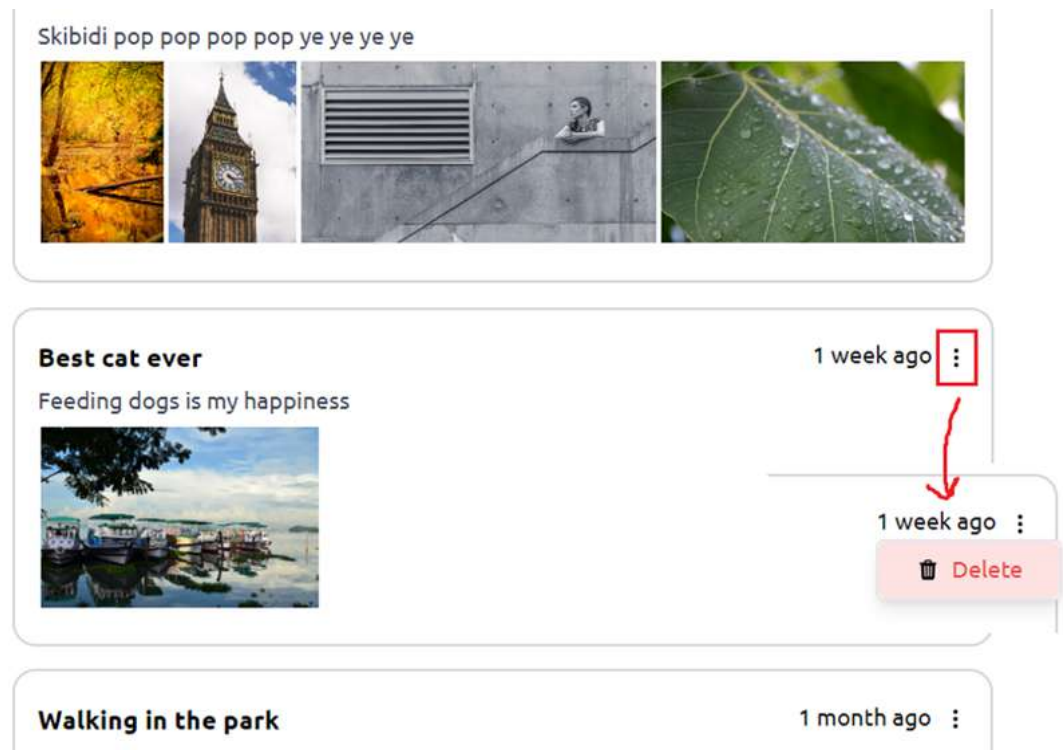 Skibidi pop pop pop pop ye ye ye ye
Best cat ever
1 week ago
Feeding dogs is my happiness
1 week ago
Delete
Walking in the park
1 month ago